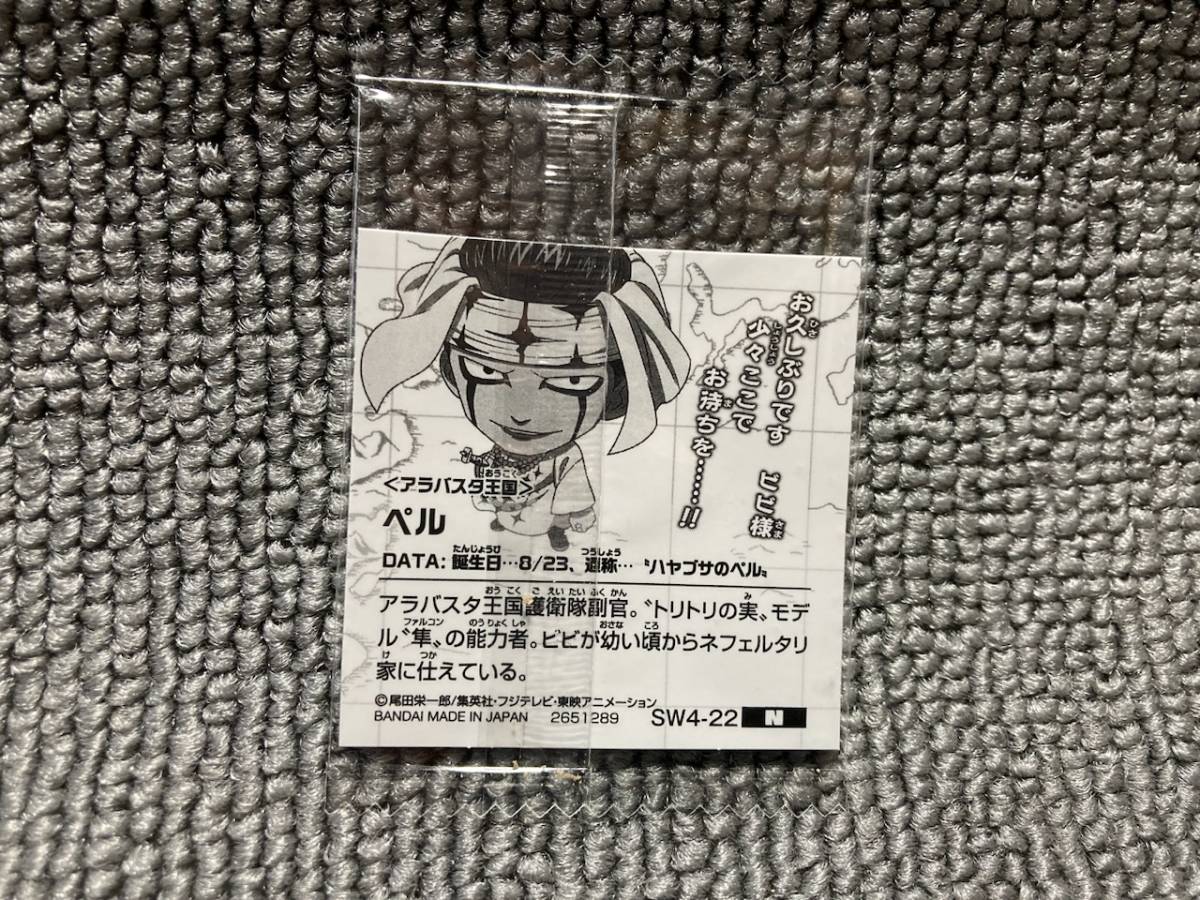 お久しぶりです　ビビ様
少々ここで
お待ちを……!!
＜アラバスタ王国＞
ペル
DATA: 誕生日…8/23、通称…〝ハヤブサのペル〟
アラバスタ王国護衛隊副官。〝トリトリの実〟モデ
ル〝隼〟の能力者。ビビが幼い頃からネフェルタリ
家に仕えている。
©尾田栄一郎/集英社・フジテレビ・東映アニメーション
BANDAI MADE IN JAPAN 2651289 SW4-22 N